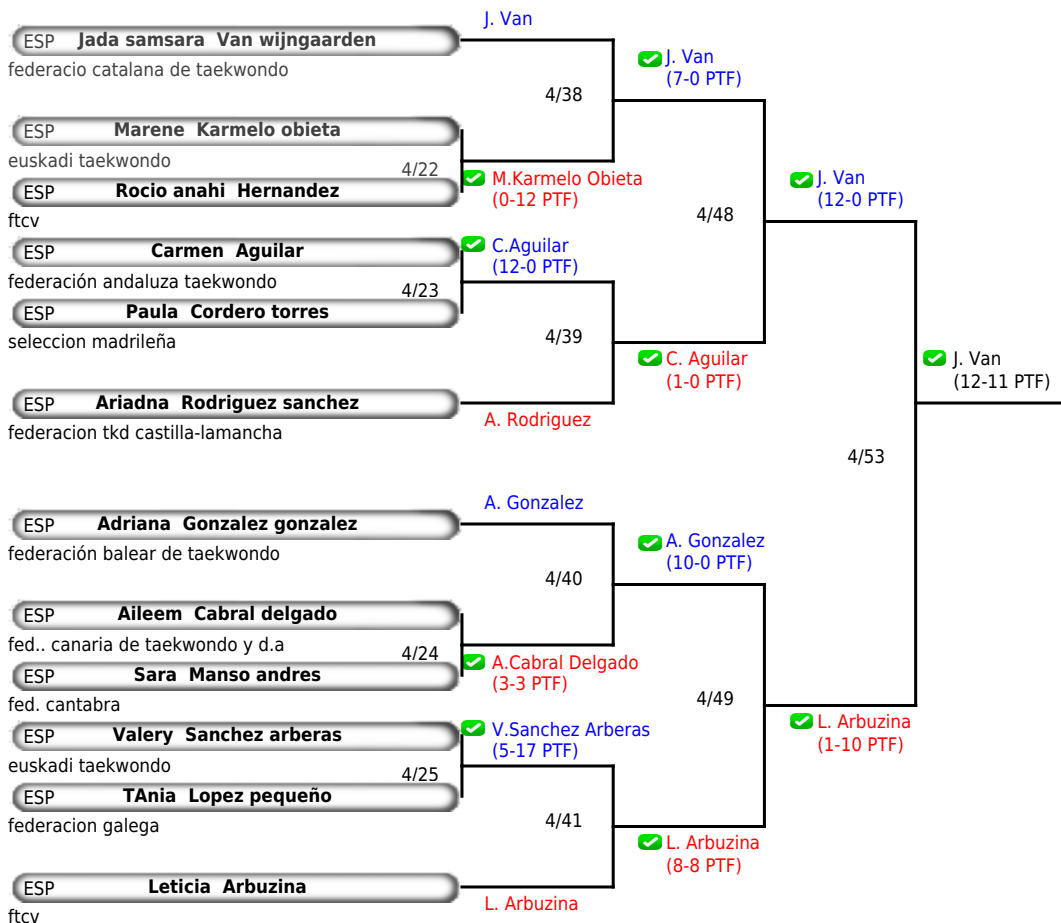 J. Van
ESP Jada samsara Van wijngaarden
federacio catalana de taekwondo
J. Van
(7-0 PTF)
4/38
ESP Marene Karmelo obieta
euskadi taekwondo
4/22
M.Karmelo Obieta
(0-12 PTF)
ESP Rocio anahi Hernandez
ftcv
J. Van
(12-0 PTF)
4/48
ESP Carmen Aguilar
federación andaluza taekwondo
C.Aguilar
(12-0 PTF)
4/23
ESP Paula Cordero torres
seleccion madrileña
4/39
C. Aguilar
(1-0 PTF)
J. Van
(12-11 PTF)
ESP Ariadna Rodriguez sanchez
federacion tkd castilla-lamancha
A. Rodriguez
4/53
A. Gonzalez
ESP Adriana Gonzalez gonzalez
federación balear de taekwondo
A. Gonzalez
(10-0 PTF)
4/40
ESP Aileem Cabral delgado
fed.. canaria de taekwondo y d.a
4/24
A.Cabral Delgado
(3-3 PTF)
ESP Sara Manso andres
fed. cantabra
4/49
L. Arbuzina
(1-10 PTF)
ESP Valery Sanchez arberas
euskadi taekwondo
V.Sanchez Arberas
(5-17 PTF)
4/25
ESP TAnia Lopez pequeño
federacion galega
4/41
L. Arbuzina
(8-8 PTF)
ESP Leticia Arbuzina
ftcv
L. Arbuzina